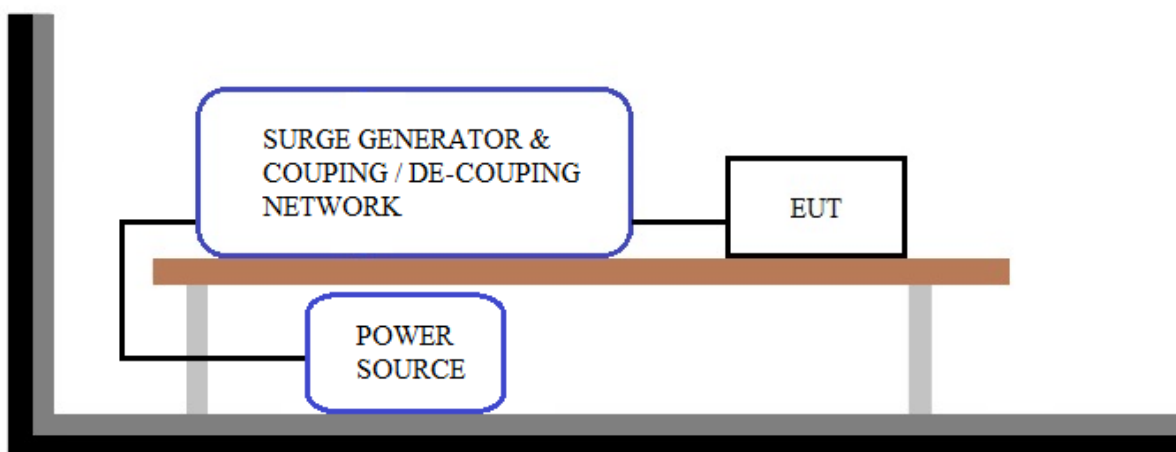 SURGE GENERATOR &
COUPING / DE-COUPING
NETWORK
EUT
POWER
SOURCE